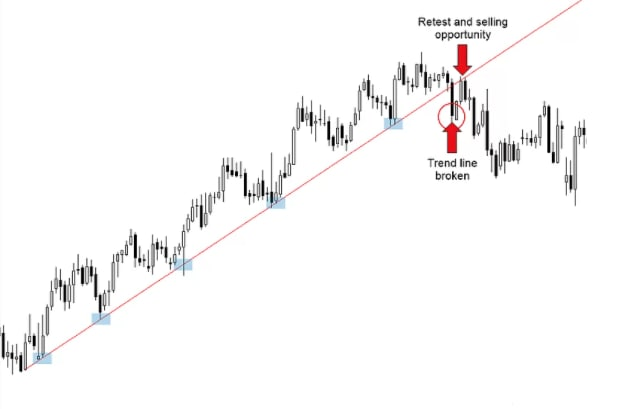 Retest and selling
opportunity
Trend line
broken